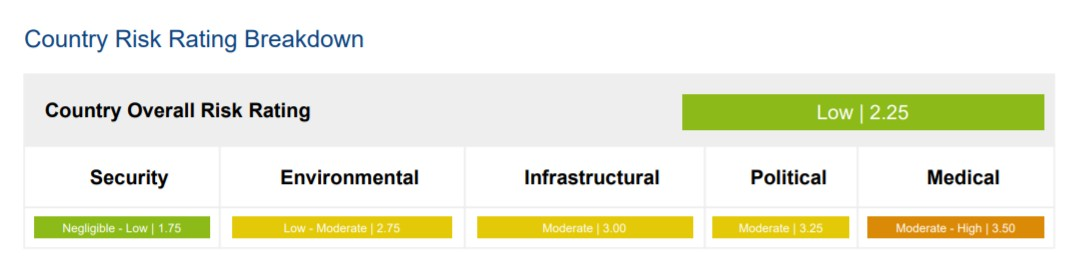 Country Risk Rating Breakdown
Country Overall Risk Rating
Low | 2.25
Security
Environmental
Infrastructural
Political
Medical
Negligible - Low | 1.75
Low - Moderate | 2.75
Moderate | 3.00
Moderate | 3.25
Moderate - High | 3.50